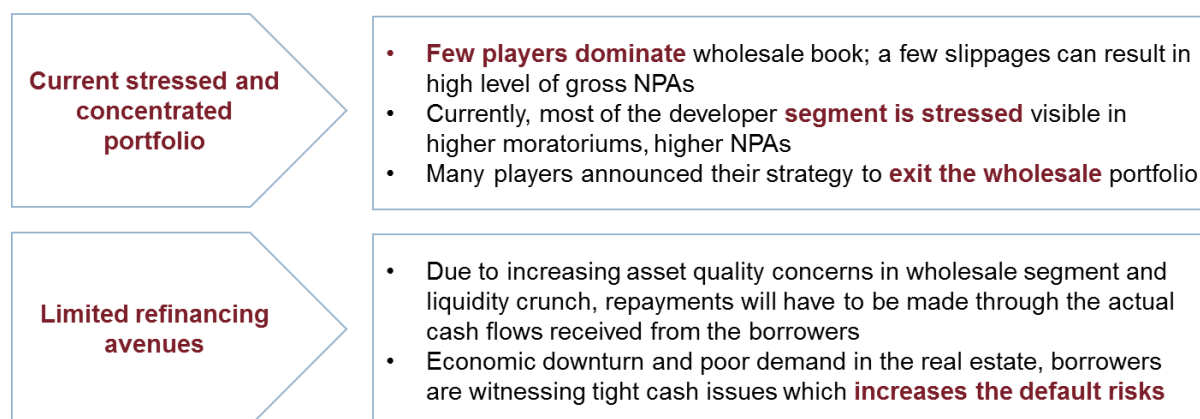 Current stressed and
concentrated
portfolio
• Few players dominate wholesale book; a few slippages can result in
high level of gross NPAs
• Currently, most of the developer segment is stressed visible in
higher moratoriums, higher NPAs
• Many players announced their strategy to exit the wholesale portfolio
Limited refinancing
avenues
• Due to increasing asset quality concerns in wholesale segment and
liquidity crunch, repayments will have to be made through the actual
cash flows received from the borrowers
• Economic downturn and poor demand in the real estate, borrowers
are witnessing tight cash issues which increases the default risks